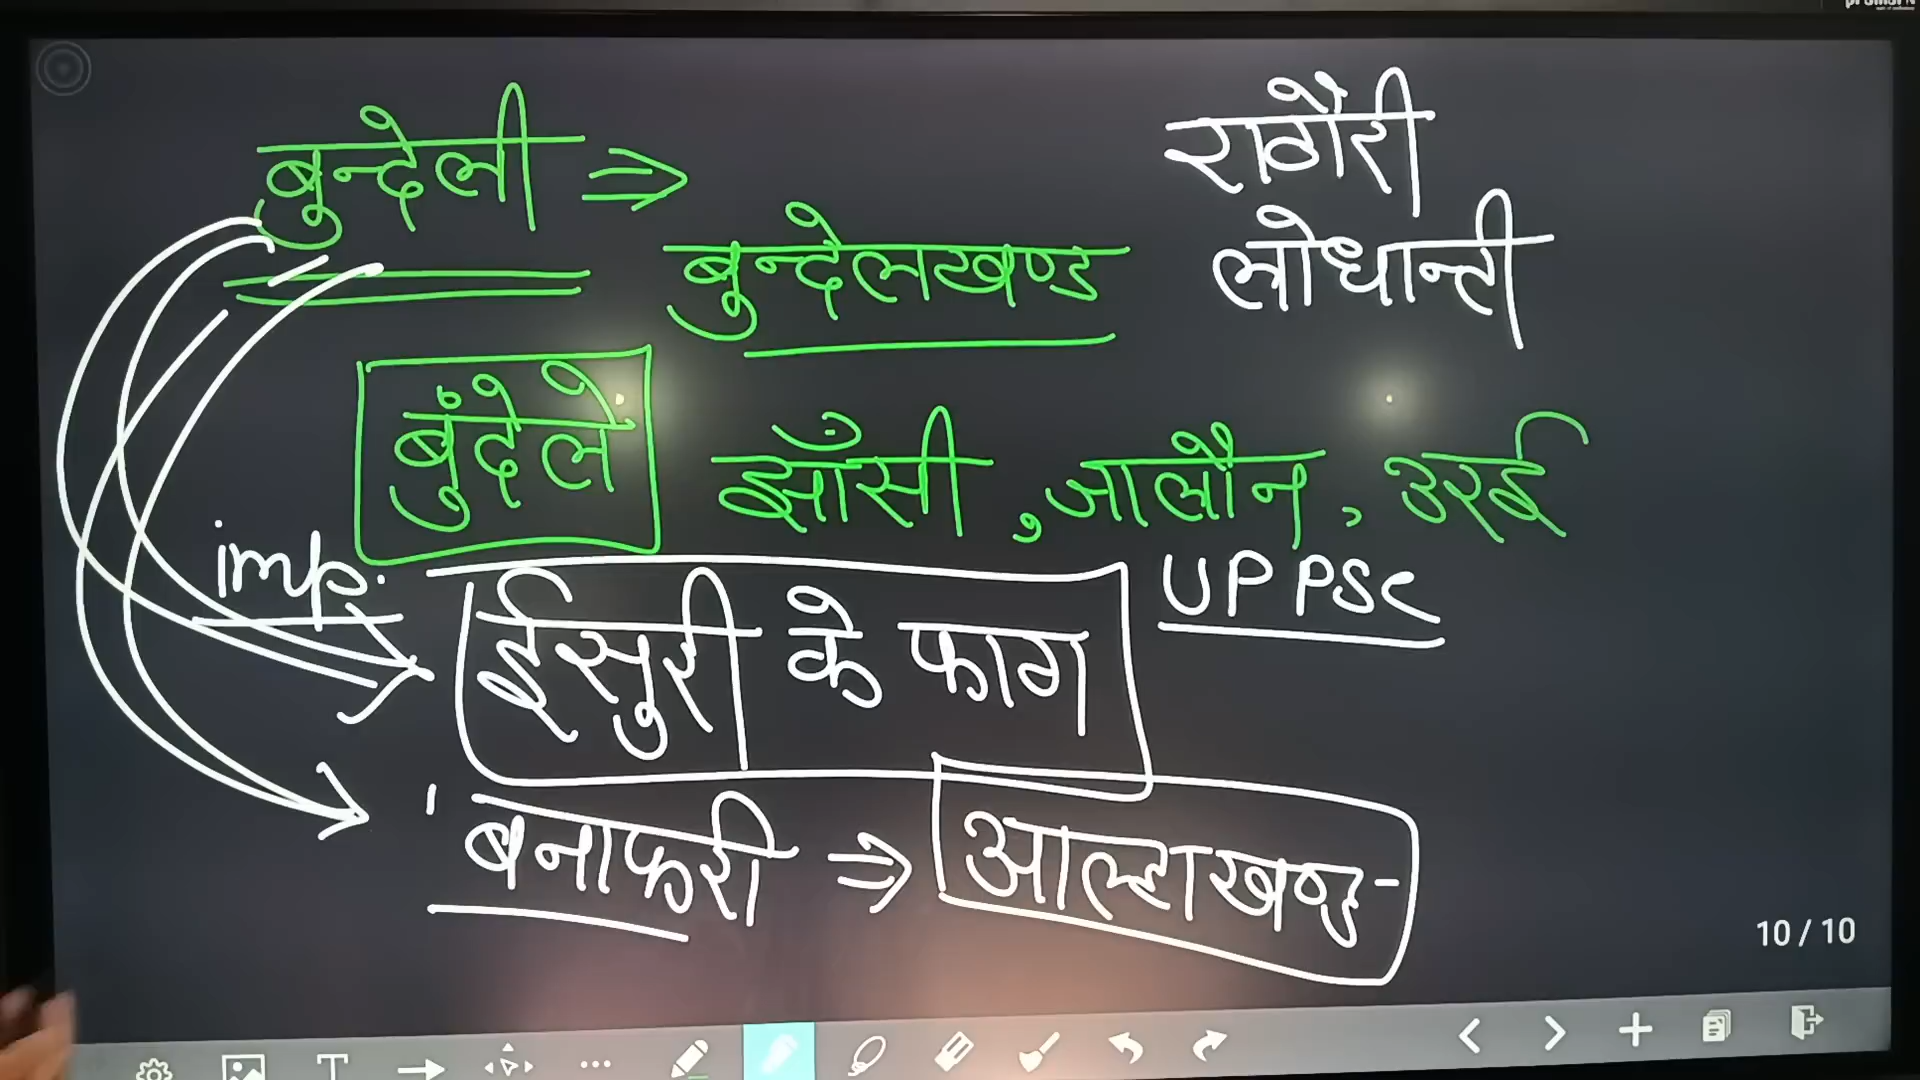 बुन्देली ⇒
राठौरी
लोधान्ती
बुन्देलखण्ड
बुंदेले झाँसी, जालौन, उरई
imp. ईसुरी के फाग UPPSC
बनाफरी ⇒ आल्हाखण्ड-
10 / 10